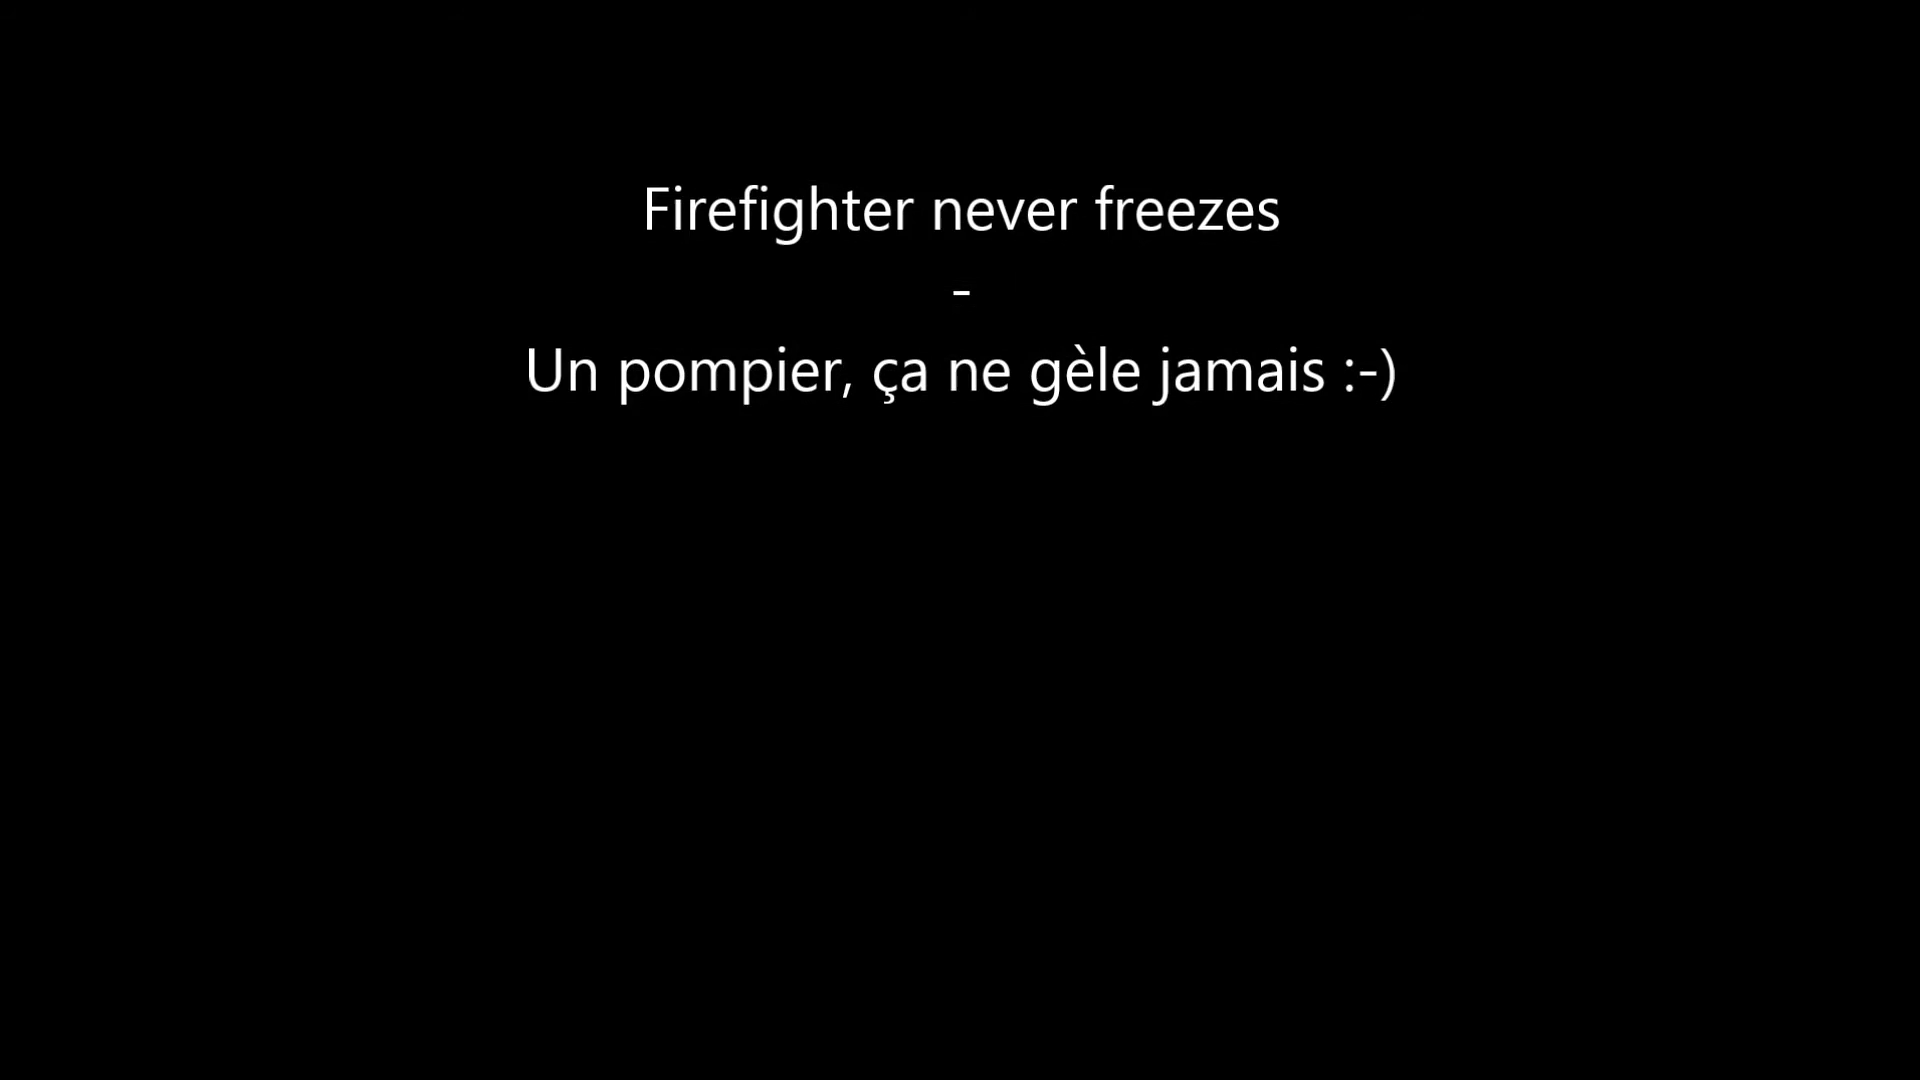 Firefighter never freezes
-
Un pompier, ça ne gèle jamais :-)